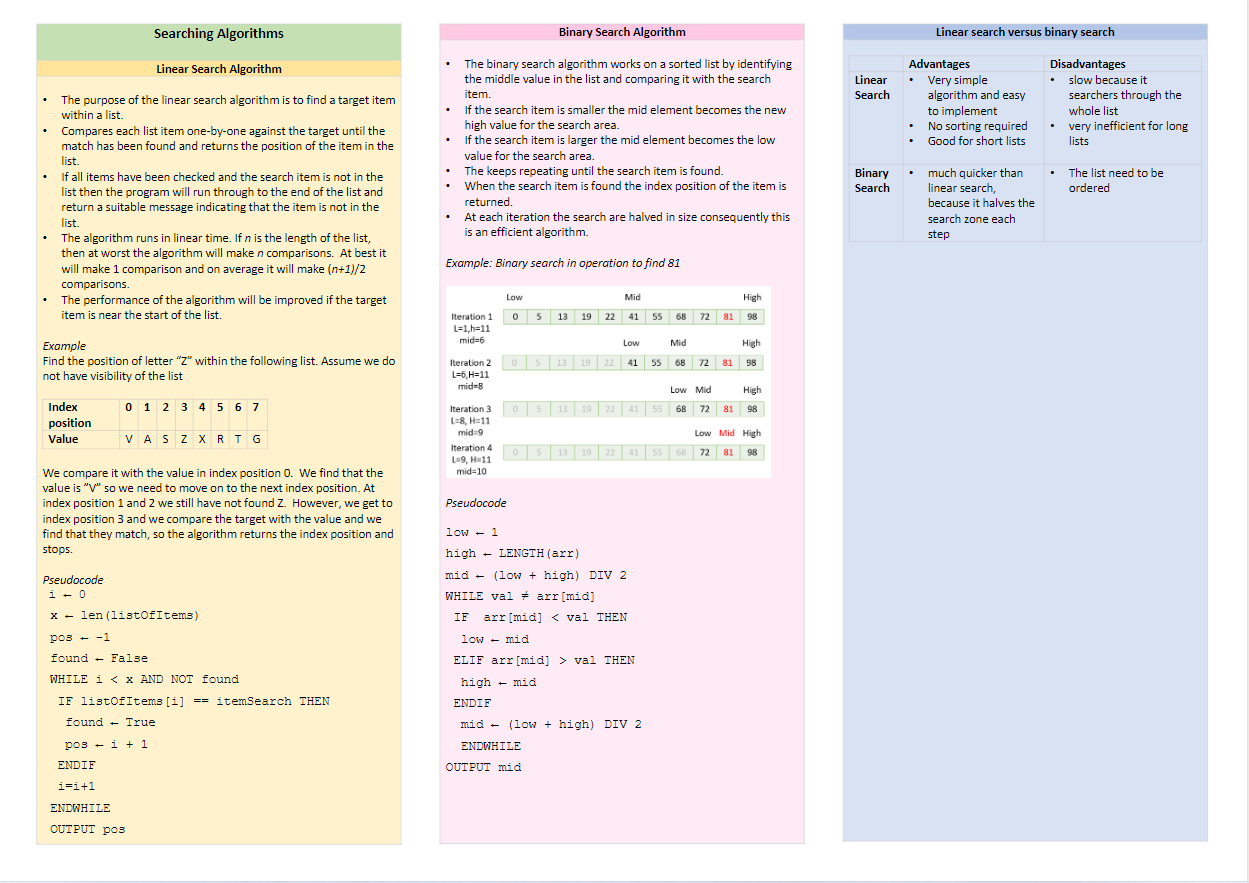 Searching Algorithms
Linear Search Algorithm
• The purpose of the linear search algorithm is to find a target item
within a list.
• Compares each list item one-by-one against the target until the
match has been found and returns the position of the item in the
list.
• If all items have been checked and the search item is not in the
list then the program will run through to the end of the list and
return a suitable message indicating that the item is not in the
list.
• The algorithm runs in linear time. If n is the length of the list,
then at worst the algorithm will make n comparisons. At best it
will make 1 comparison and on average it will make (n+1)/2
comparisons.
• The performance of the algorithm will be improved if the target
item is near the start of the list.
Example
Find the position of letter “Z” within the following list. Assume we do
not have visibility of the list
Index position 0 1 2 3 4 5 6 7
Value V A S Z X R T G
We compare it with the value in index position 0. We find that the
value is “V” so we need to move on to the next index position. At
index position 1 and 2 we still have not found Z. However, we get to
index position 3 and we compare the target with the value and we
find that they match, so the algorithm returns the index position and
stops.
Pseudocode
i ← 0
x ← len(listOfItems)
pos ← -1
found ← False
WHILE i < x AND NOT found
IF listOfItems[i] == itemSearch THEN
found ← True
pos ← i + 1
ENDIF
i=i+1
ENDWHILE
OUTPUT pos
Binary Search Algorithm
• The binary search algorithm works on a sorted list by identifying
the middle value in the list and comparing it with the search
item.
• If the search item is smaller the mid element becomes the new
high value for the search area.
• If the search item is larger the mid element becomes the low
value for the search area.
• The keeps repeating until the search item is found.
• When the search item is found the index position of the item is
returned.
• At each iteration the search are halved in size consequently this
is an efficient algorithm.
Example: Binary search in operation to find 81
Low Mid High
Iteration 1 0 5 13 19 22 41 55 68 72 81 98
L=1,h=11
mid=6
Low Mid High
Iteration 2 0 5 13 19 22 41 55 68 72 81 98
L=6,H=11
mid=8
Low Mid High
Iteration 3 0 5 13 19 22 41 55 68 72 81 98
L=8, H=11
mid=9
Low Mid High
Iteration 4 0 5 13 19 22 41 55 68 72 81 98
L=9, H=11
mid=10
Pseudocode
low ← 1
high ← LENGTH(arr)
mid ← (low + high) DIV 2
WHILE val ≠ arr[mid]
IF arr[mid] < val THEN
low ← mid
ELIF arr[mid] > val THEN
high ← mid
ENDIF
mid ← (low + high) DIV 2
ENDWHILE
OUTPUT mid
Linear search versus binary search
Advantages Disadvantages
Linear
Search
• Very simple
algorithm and easy
to implement
• No sorting required
• Good for short lists
• slow because it
searchers through the
whole list
• very inefficient for long
lists
Binary
Search
• much quicker than
linear search,
because it halves the
search zone each
step
• The list need to be
ordered